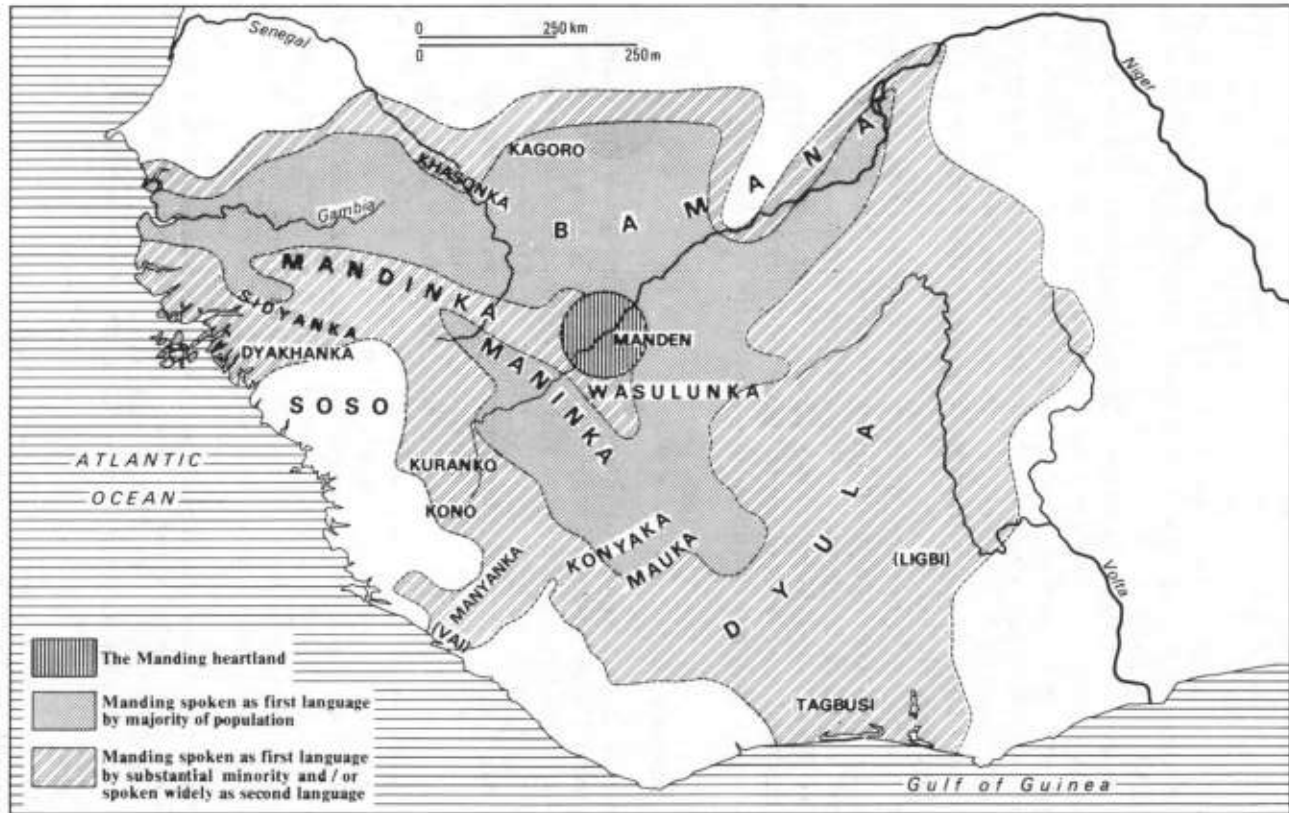 Senegal
0 250 km
0 250 m
Niger
KAGORO
KHASONKA
BAMANA
Gambia
MANDINKA
SIDYANKA
MANDEN
DYAKHANKA
MANINKA
WASULUNKA
SOSO
ATLANTIC
OCEAN
KURANKO
KONO
KONYAKA
MAUKA
MANYANKA
(VAI)
DYULA
(LIGBI)
Volta
TAGBUSI
Gulf of Guinea
The Manding heartland
Manding spoken as first language
by majority of population
Manding spoken as first language
by substantial minority and / or
spoken widely as second language